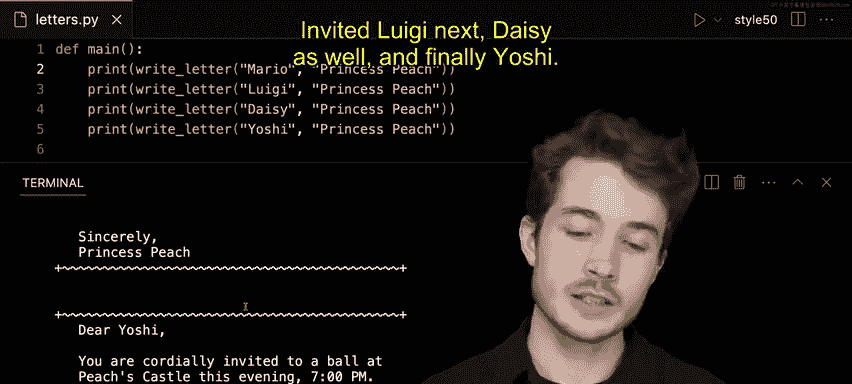 letters.py
style50
Invited Luigi next, Daisy
as well, and finally Yoshi.
1 def main():
2 print(write_letter("Mario", "Princess Peach"))
3 print(write_letter("Luigi", "Princess Peach"))
4 print(write_letter("Daisy", "Princess Peach"))
5 print(write_letter("Yoshi", "Princess Peach"))
6
TERMINAL
Sincerely,
Princess Peach
+~~~~~~~~~~~~~~~~~~~~~~~~~~~~~~~~~~~~~~~~~+
+~~~~~~~~~~~~~~~~~~~~~~~~~~~~~~~~~~~~~~~~~+
Dear Yoshi,
You are cordially invited to a ball at
Peach's Castle this evening, 7:00 PM.